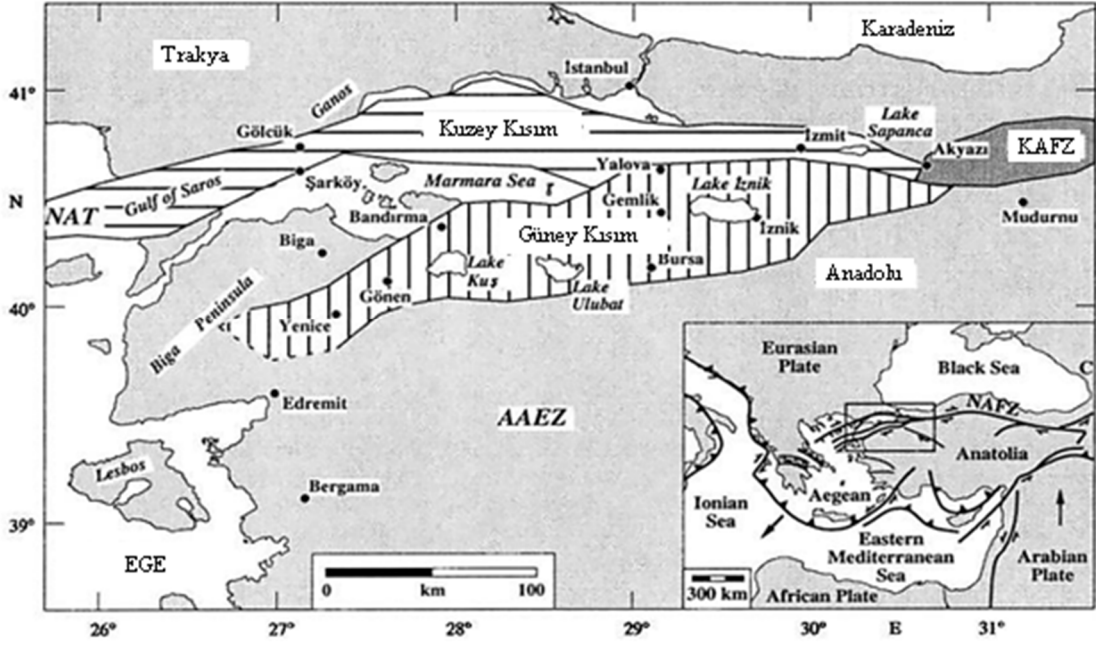 Karadeniz
Trakya
İstanbul
41°
Ganos
Gölcük
Kuzey Kısım
İzmit
Lake
Sapanca
Akyazı
KAFZ
Şarköy
Marmara Sea
Yalova
Gemlik
Lake İznik
İznik
Gulf of Saros
N
NAT
Bandırma
Mudurnu
Biga
Güney Kısım
Bursa
Anadolu
Lake
Kuş
Lake
Ulubat
Gönen
40°
Biga Peninsula
Yenice
Edremit
AAEZ
Lesbos
Bergama
39°
EGE
0 km 100
Eurasian
Plate
Black Sea
C
NAFZ
Anatolia
Aegean
Ionian
Sea
Eastern
Mediterranean
Sea
Arabian
Plate
300 km
African Plate
26° 27° 28° 29° 30° E 31°